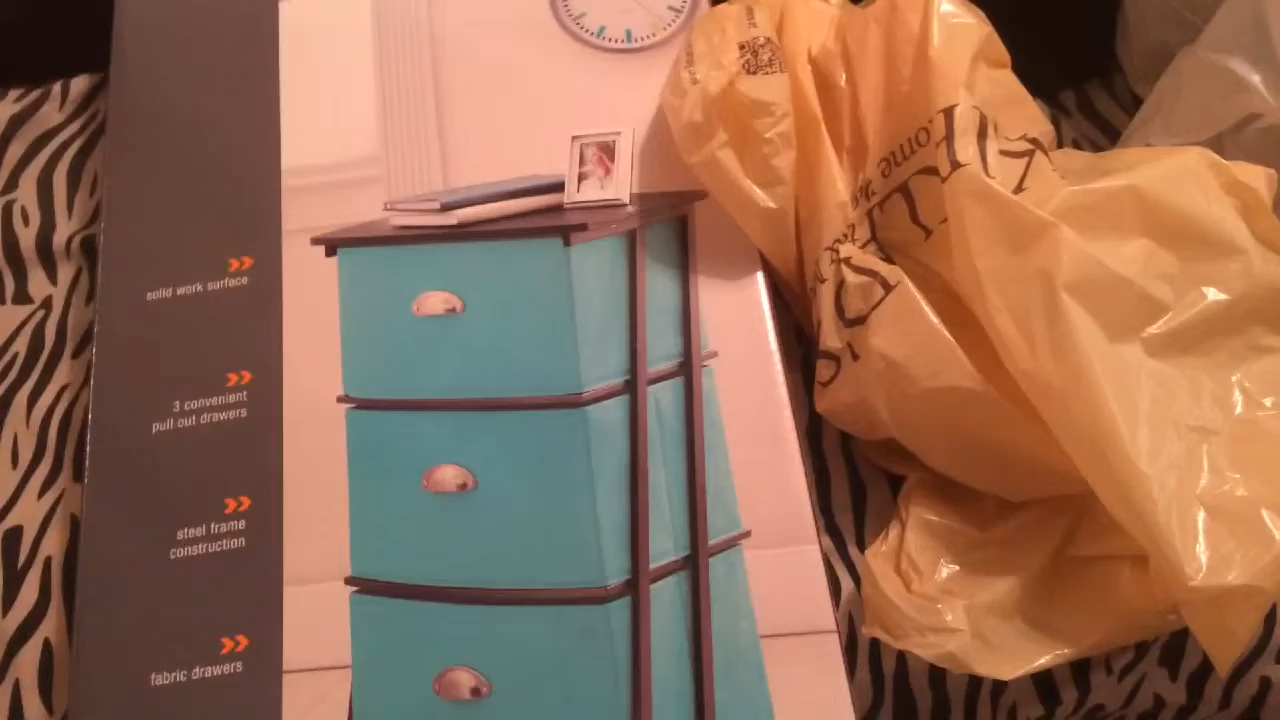 solid work surface
3 convenient
pull out drawers
steel frame
construction
fabric drawers